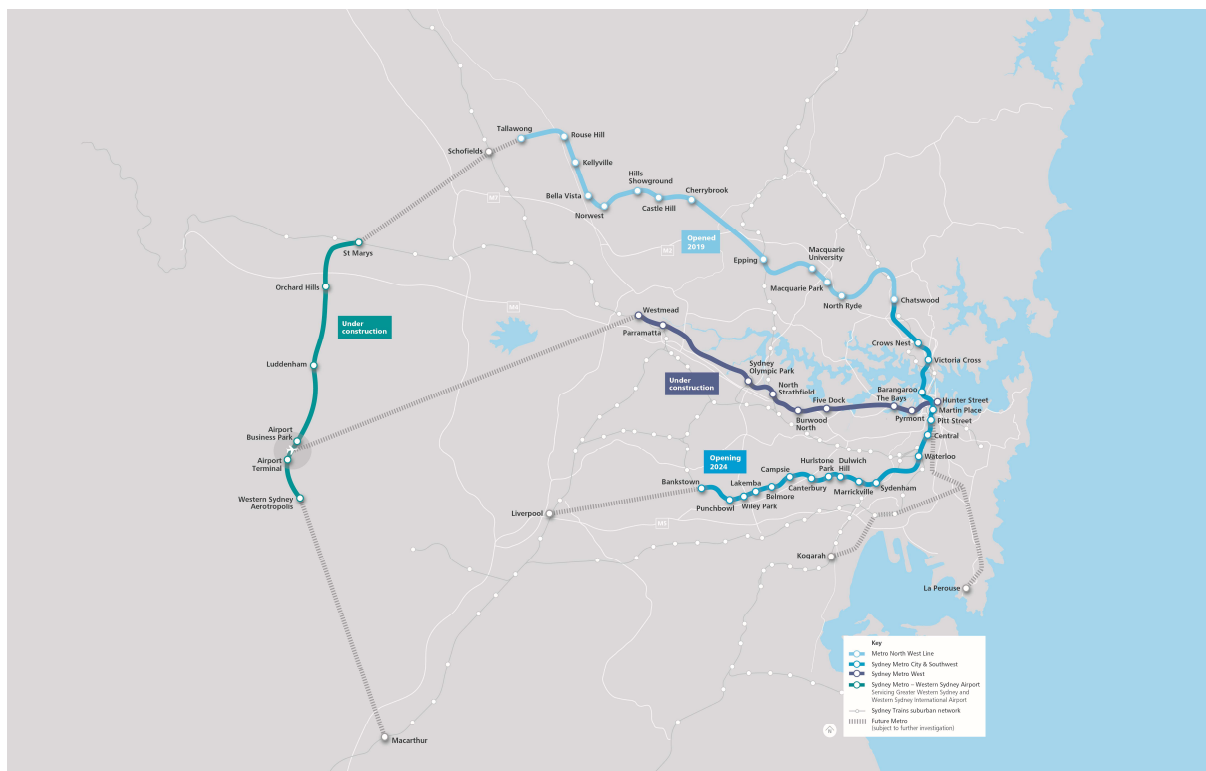 Tallawong
Rouse Hill
Schofields
Kellyville
Hills
Showground
Cherrybrook
Bella Vista
Castle Hill
Norwest
M7
Opened
2019
M2
St Marys
Epping
Macquarie
University
Macquarie Park
North Ryde
Chatswood
Orchard Hills
M4
Westmead
Parramatta
Under
construction
Crows Nest
Victoria Cross
Luddenham
Sydney
Olympic Park
Under
construction
North
Strathfield
Five Dock
Burwood
North
Barangaroo
The Bays
Pyrmont
Hunter Street
Martin Place
Pitt Street
Central
Airport
Business Park
Airport
Terminal
Opening
2024
Waterloo
Hurlstone
Park
Dulwich
Hill
Campsie
Lakemba
Bankstown
Canterbury
Belmore
Marrickville
Sydenham
Punchbowl
Wiley Park
Western Sydney
Aerotropolis
Liverpool
M5
Kogarah
La Perouse
Macarthur
Key
Metro North West Line
Sydney Metro City & Southwest
Sydney Metro West
Sydney Metro – Western Sydney Airport
Servicing Greater Western Sydney and
Western Sydney International Airport
Sydney Trains suburban network
Future Metro
(subject to further investigation)